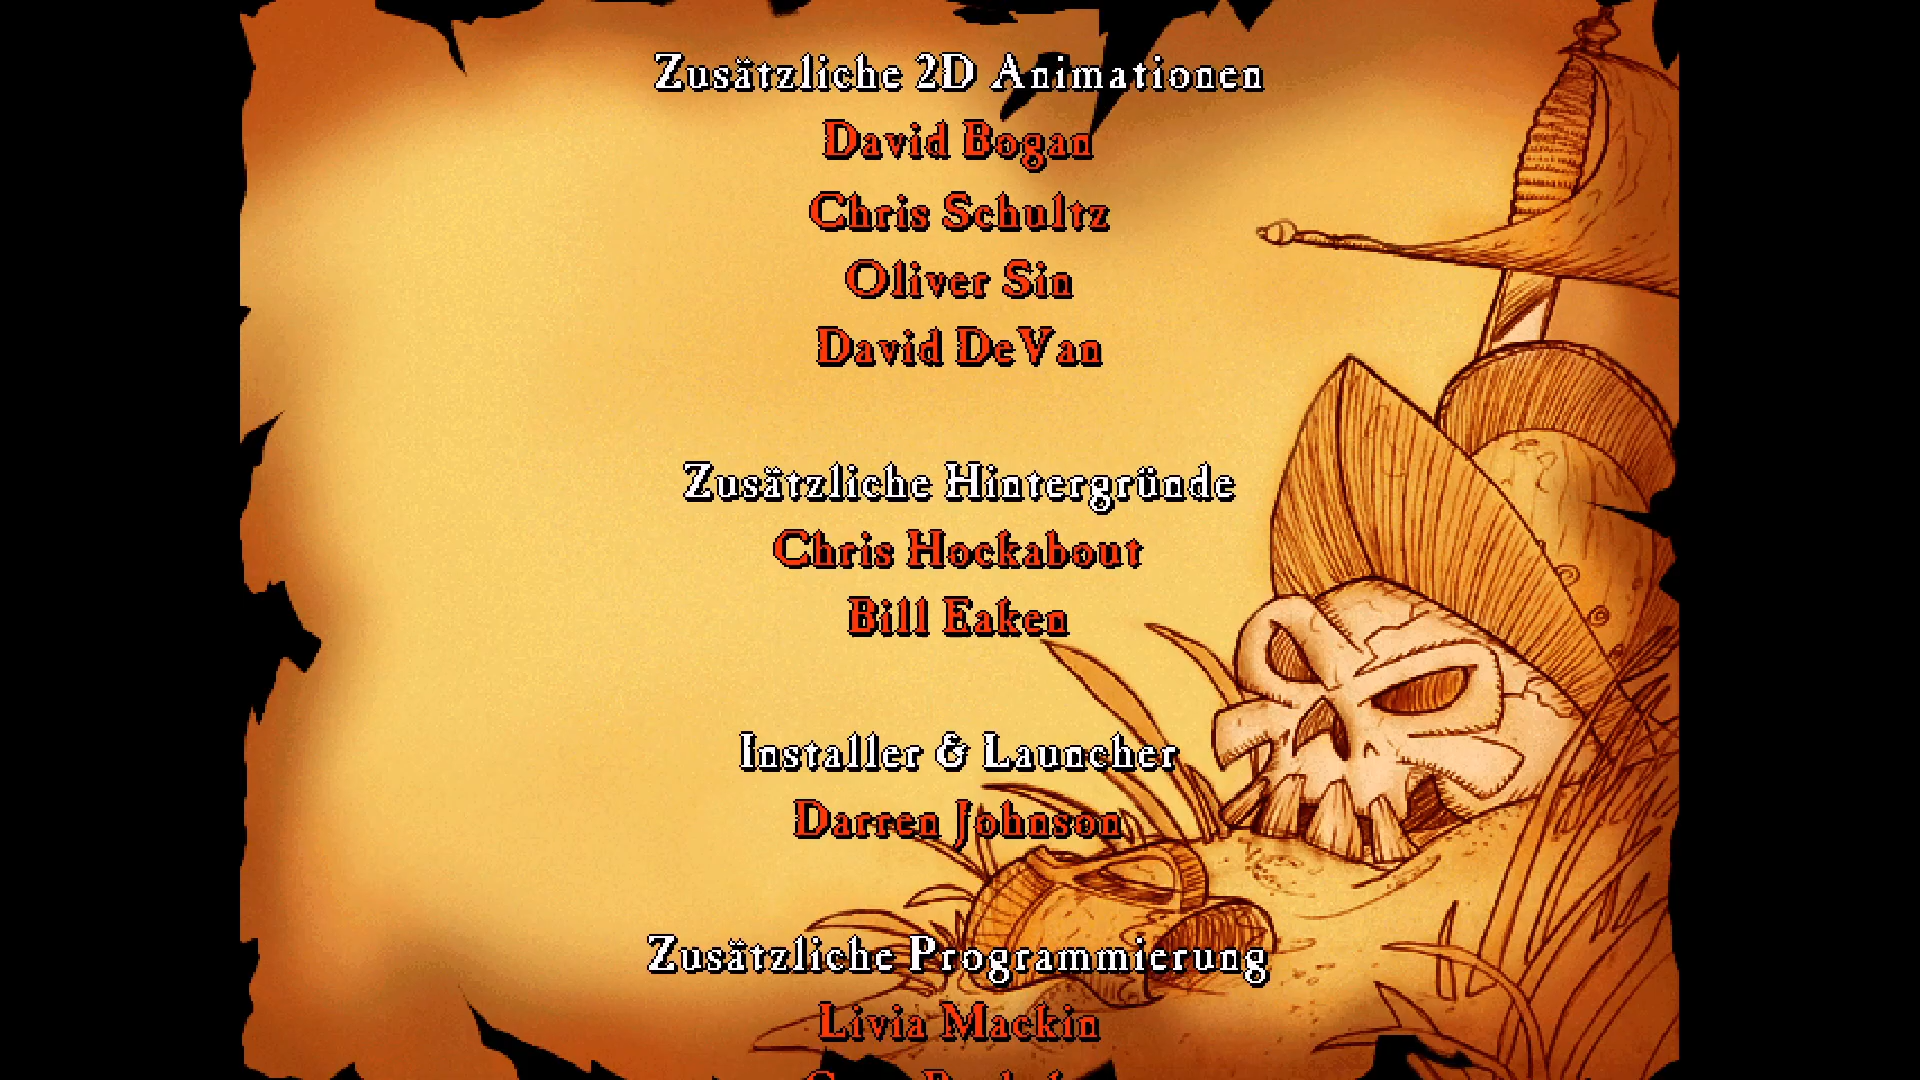 Zusätzliche 2D Animationen
David Bogan
Chris Schultz
Oliver Sin
David DeVan
Zusätzliche Hintergründe
Chris Hockabout
Bill Eaken
Installer & Launcher
Darren Johnson
Zusätzliche Programmierung
Livia Mackin